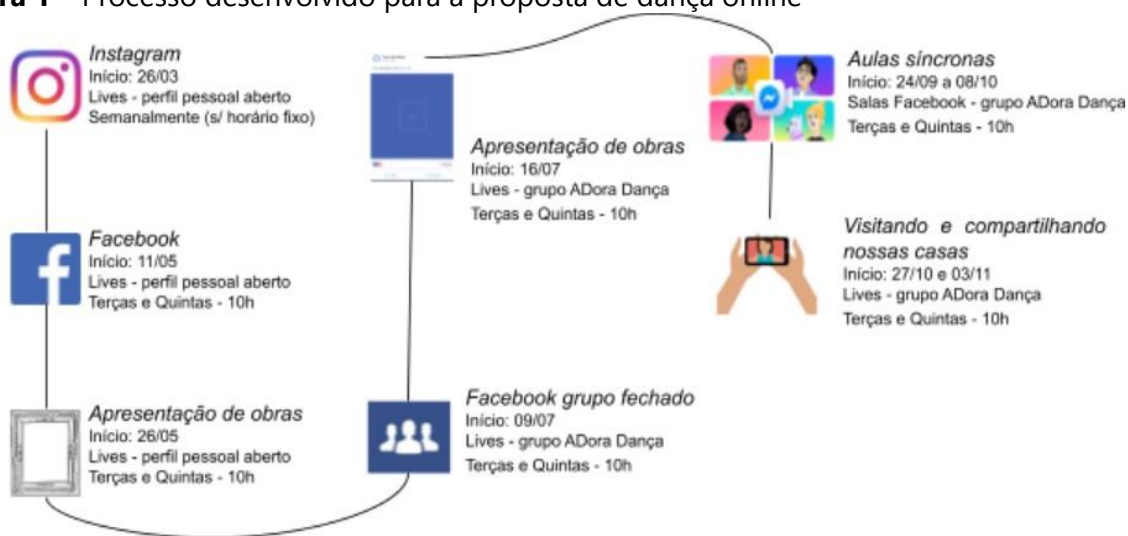 Processo desenvolvido para a proposta de dança online
Instagram
Início: 26/03
Lives - perfil pessoal aberto
Semanalmente (s/ horário fixo)
Facebook
Início: 11/05
Lives - perfil pessoal aberto
Terças e Quintas - 10h
Apresentação de obras
Início: 26/05
Lives - perfil pessoal aberto
Terças e Quintas - 10h
Facebook grupo fechado
Início: 09/07
Lives - grupo ADora Dança
Terças e Quintas - 10h
Apresentação de obras
Início: 16/07
Lives - grupo ADora Dança
Terças e Quintas - 10h
Aulas síncronas
Início: 24/09 a 08/10
Salas Facebook - grupo ADora Dança
Terças e Quintas - 10h
Visitando e compartilhando
nossas casas
Início: 27/10 e 03/11
Lives - grupo ADora Dança
Terças e Quintas - 10h